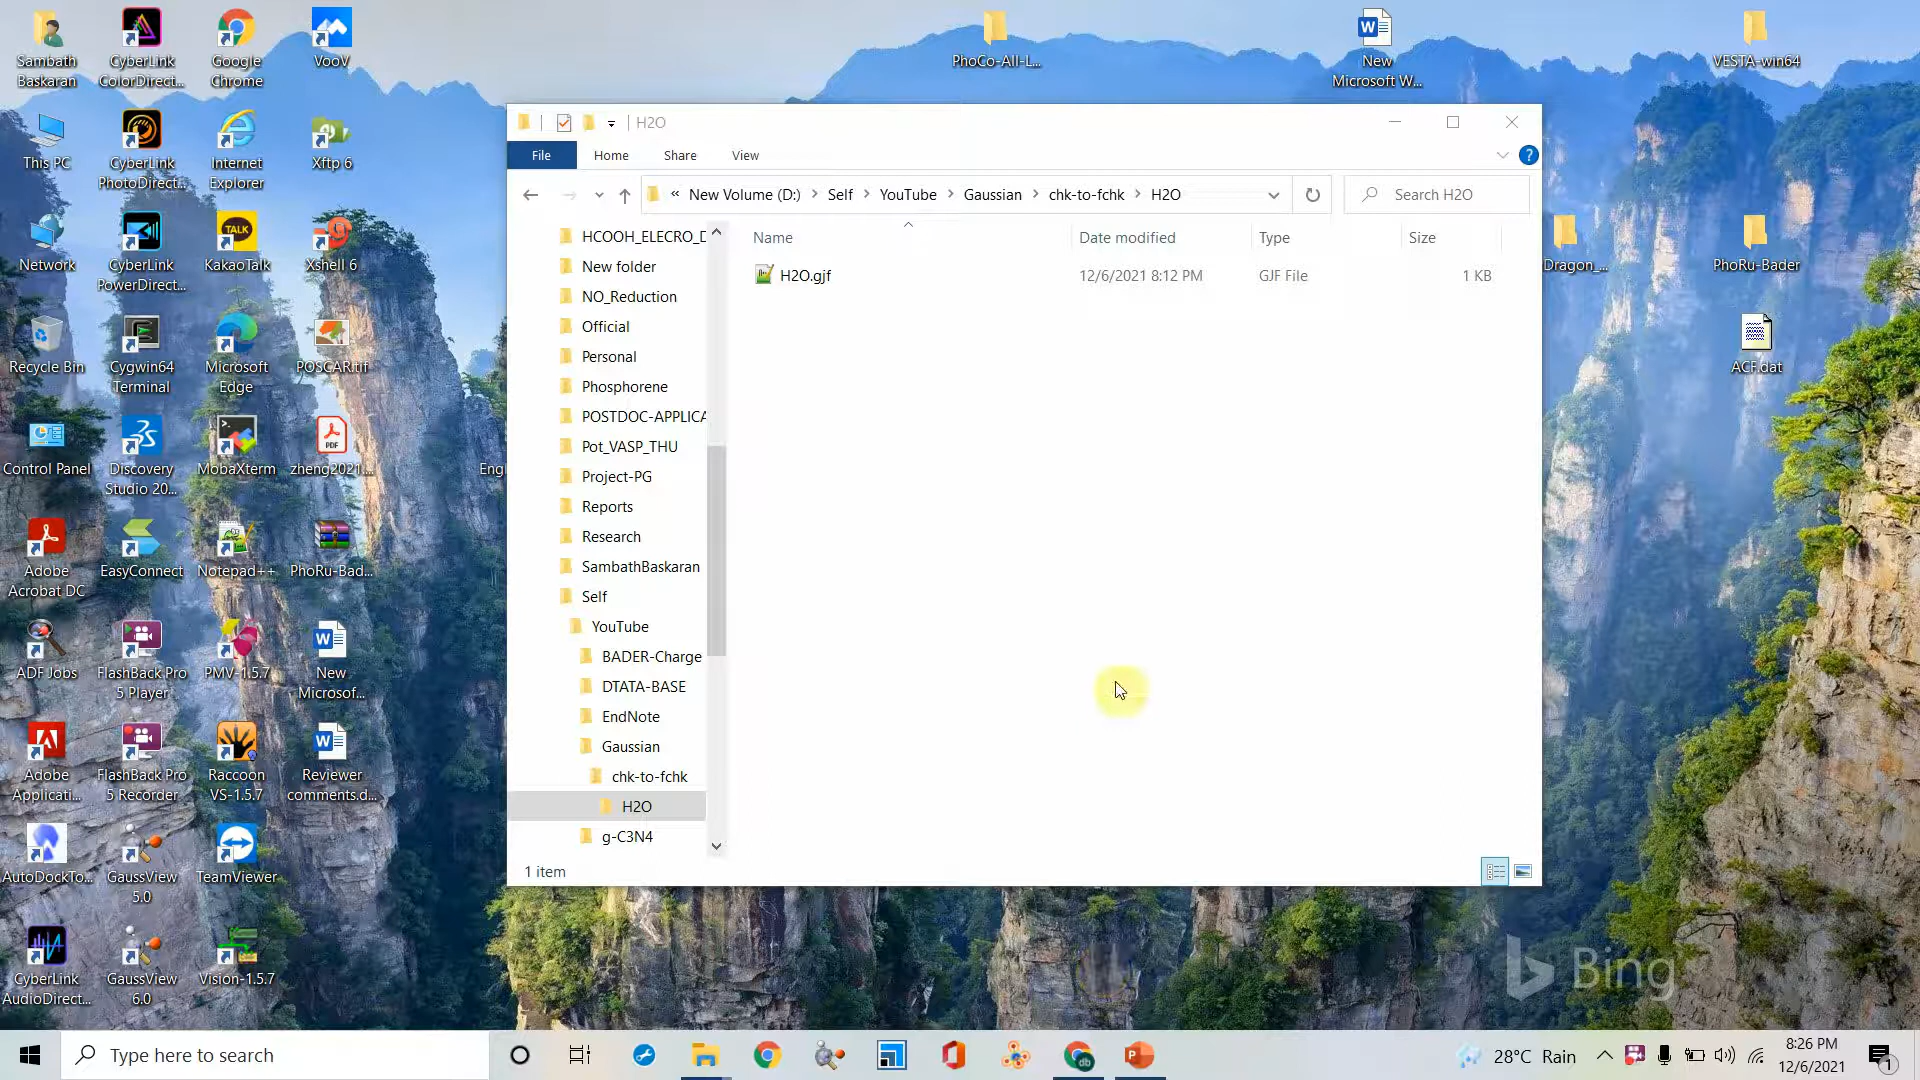 Sambath
Baskaran
CyberLink
ColorDirect...
Google
Chrome
VooV
PhoCo-All-L...
New
Microsoft W...
VESTA-win64
This PC
CyberLink
PhotoDirect...
Internet
Explorer
Xftp 6
Network
CyberLink
PowerDirect...
TALK
KakaoTalk
Xshell 6
Dragon_...
PhoRu-Bader
Recycle Bin
Cygwin64
Terminal
Microsoft
Edge
POSCAR.tif
ACF.dat
Control Panel
Discovery
Studio 20...
MobaXterm
PDF
zheng2021...
Engl
Adobe
Acrobat DC
EasyConnect
Notepad++
PhoRu-Bad...
ADF Jobs
FlashBack Pro
5 Player
PMV-1.5.7
New
Microsof...
Adobe
Applicati...
FlashBack Pro
5 Recorder
Raccoon
VS-1.5.7
Reviewer
comments.d...
AutoDockTo...
GaussView
5.0
TeamViewer
CyberLink
AudioDirect...
GaussView
6.0
Vision-1.5.7
H2O
File Home Share View
« New Volume (D:) > Self > YouTube > Gaussian > chk-to-fchk > H2O
Search H2O
Name Date modified Type Size
H2O.gjf 12/6/2021 8:12 PM GJF File 1 KB
HCOOH_ELECRO_D
New folder
NO_Reduction
Official
Personal
Phosphorene
POSTDOC-APPLICA
Pot_VASP_THU
Project-PG
Reports
Research
SambathBaskaran
Self
YouTube
BADER-Charge
DTATA-BASE
EndNote
Gaussian
chk-to-fchk
H2O
g-C3N4
1 item
Bing
Type here to search
28°C Rain
8:26 PM
12/6/2021
1